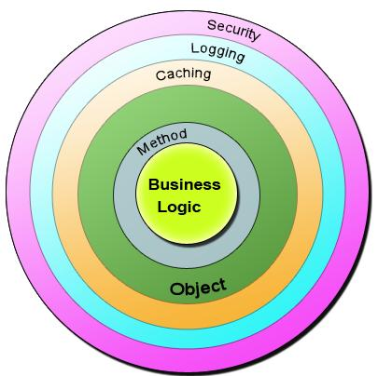 Security
Logging
Caching
Method
Business
Logic
Object